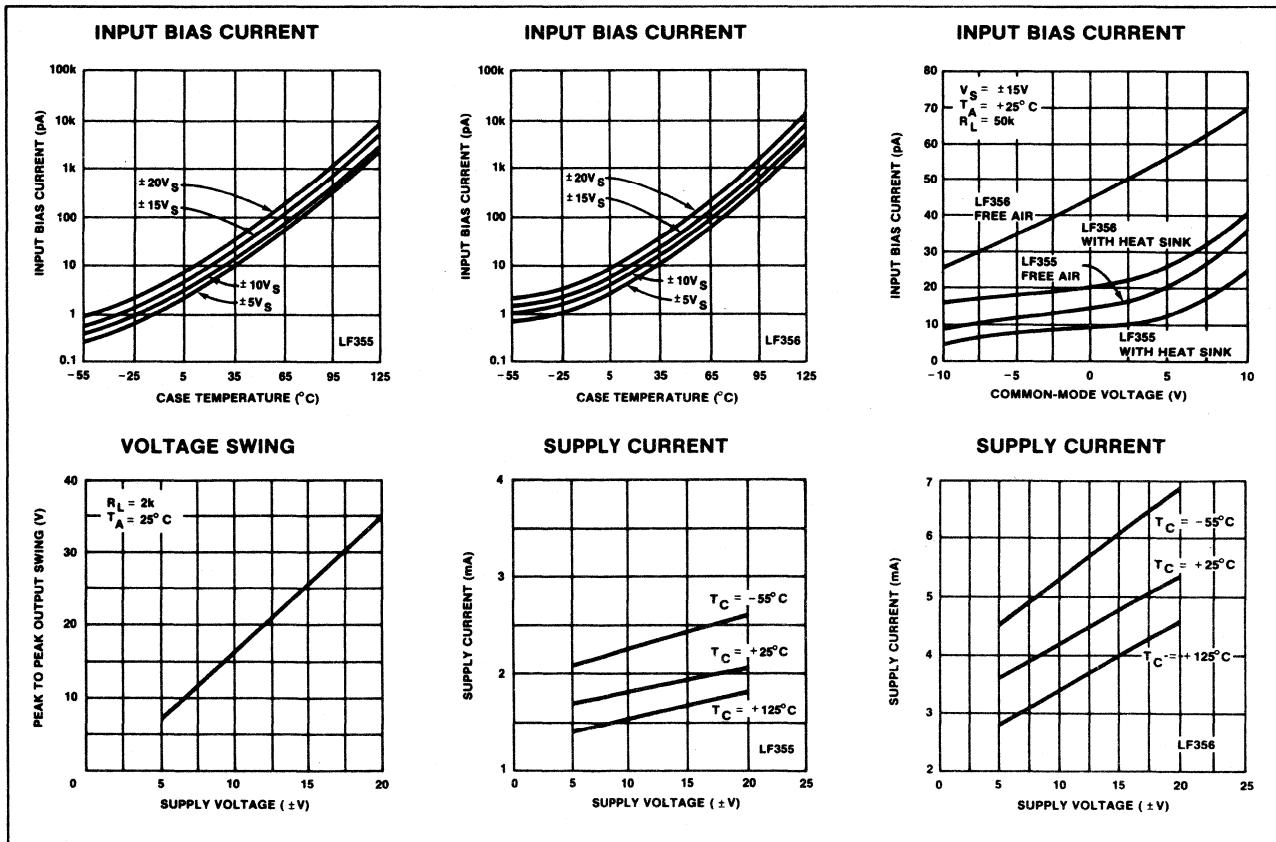 INPUT BIAS CURRENT
INPUT BIAS CURRENT (pA)
100k
10k
1k
100
10
1
0.1
±20VS
±15VS
±10VS
±5VS
LF355
-55 -25 5 35 65 95 125
CASE TEMPERATURE (°C)
INPUT BIAS CURRENT
INPUT BIAS CURRENT (pA)
100k
10k
1k
100
10
1
0.1
±20VS
±15VS
±10VS
±5VS
LF356
-55 -25 5 35 65 95 125
CASE TEMPERATURE (°C)
INPUT BIAS CURRENT
INPUT BIAS CURRENT (pA)
80
70
60
50
40
30
20
10
0
VS = ±15V
TA = +25°C
RL = 50k
LF356
FREE AIR
LF356
WITH HEAT SINK
LF355
FREE AIR
LF355
WITH HEAT SINK
-10 -5 0 5 10
COMMON-MODE VOLTAGE (V)
VOLTAGE SWING
PEAK TO PEAK OUTPUT SWING (V)
40
30
20
10
RL = 2k
TA = 25°C
0 5 10 15 20
SUPPLY VOLTAGE (±V)
SUPPLY CURRENT
SUPPLY CURRENT (mA)
4
3
2
1
TC = -55°C
TC = +25°C
TC = +125°C
LF355
0 5 10 15 20 25
SUPPLY VOLTAGE (±V)
SUPPLY CURRENT
SUPPLY CURRENT (mA)
7
6
5
4
3
2
TC = -55°C
TC = +25°C
TC = +125°C
LF356
0 5 10 15 20 25
SUPPLY VOLTAGE (±V)